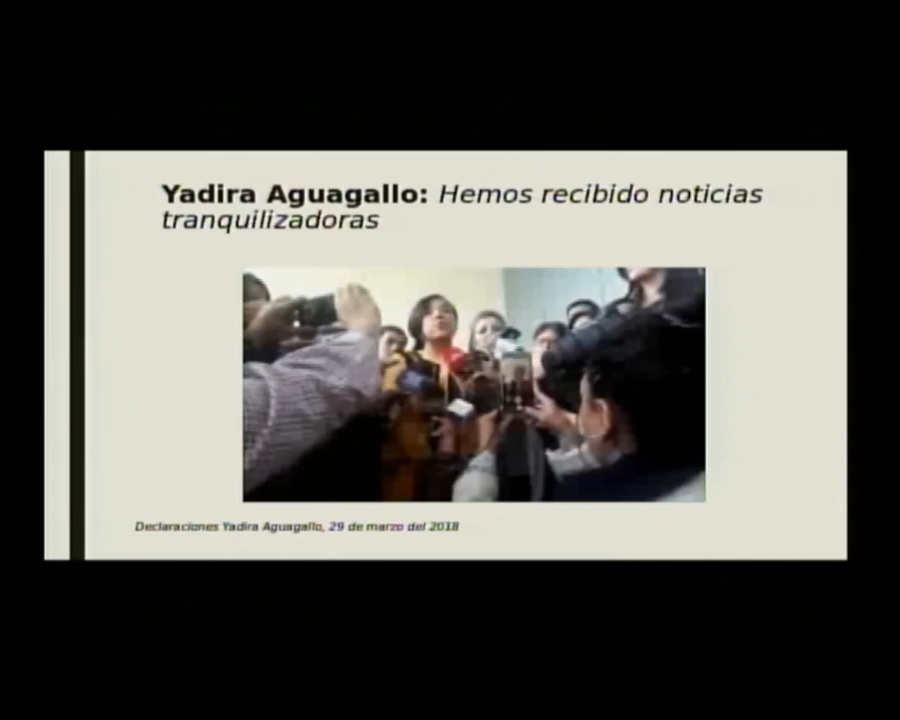 Yadira Aguagallo: Hemos recibido noticias
tranquilizadoras
Declaraciones Yadira Aguagallo, 29 de marzo del 2018